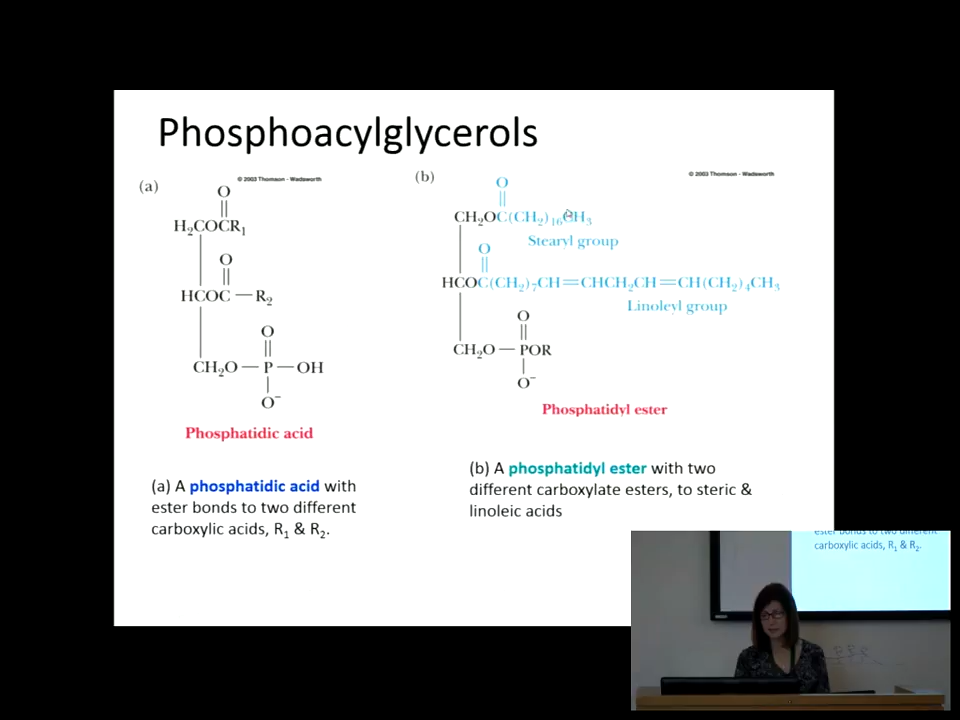 Phosphoacylglycerols
(a)
© 2003 Thomson - Wadsworth
O
H₂COCR₁
O
HCOC — R₂
O
CH₂O — P — OH
O⁻
Phosphatidic acid
(a) A phosphatidic acid with
ester bonds to two different
carboxylic acids, R₁ & R₂.
(b)
© 2003 Thomson - Wadsworth
O
CH₂OC(CH₂)₁₆CH₃
Stearyl group
O
HCOC(CH₂)₇CH=CHCH₂CH=CH(CH₂)₄CH₃
Linoleyl group
O
CH₂O — POR
O⁻
Phosphatidyl ester
(b) A phosphatidyl ester with two
different carboxylate esters, to steric &
linoleic acids
ester bonds to two different
carboxylic acids, R₁ & R₂.